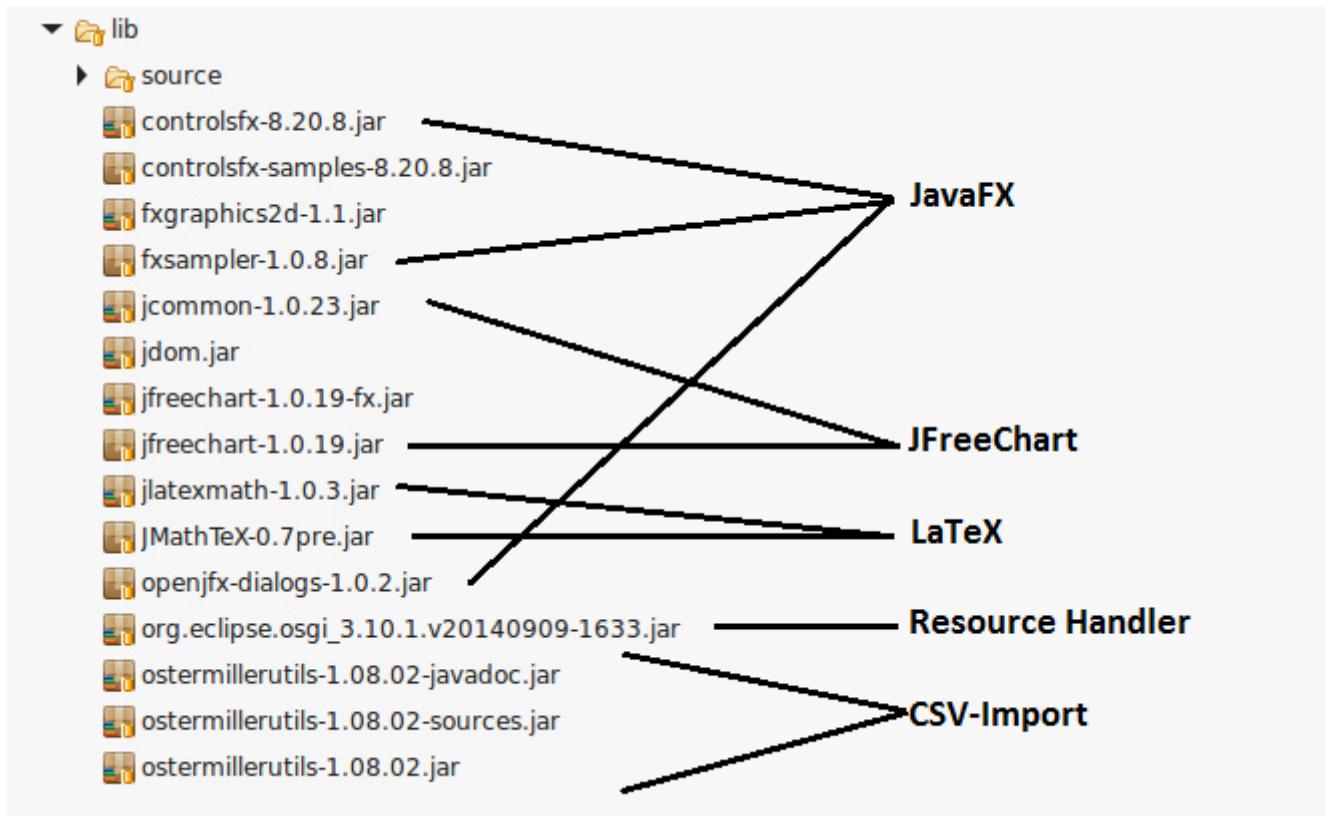 lib
source
controlsfx-8.20.8.jar
controlsfx-samples-8.20.8.jar
fxgraphics2d-1.1.jar
fxsampler-1.0.8.jar
jcommon-1.0.23.jar
jdom.jar
jfreechart-1.0.19-fx.jar
jfreechart-1.0.19.jar
jlatexmath-1.0.3.jar
JMathTeX-0.7pre.jar
openjfx-dialogs-1.0.2.jar
org.eclipse.osgi_3.10.1.v20140909-1633.jar
ostermillerutils-1.08.02-javadoc.jar
ostermillerutils-1.08.02-sources.jar
ostermillerutils-1.08.02.jar
JavaFX
JFreeChart
LaTeX
Resource Handler
CSV-Import